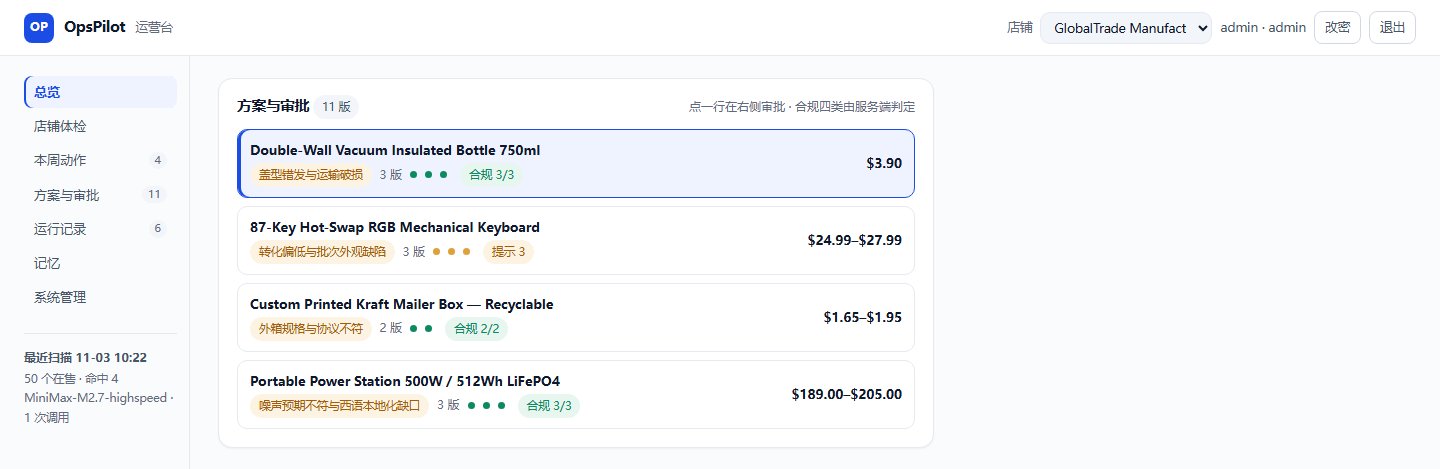 OP OpsPilot 运营台
店铺 GlobalTrade Manufact admin · admin 改密 退出
总览
店铺体检
本周动作 4
方案与审批 11
运行记录 6
记忆
系统管理
最近扫描 11-03 10:22
50 个在售 · 命中 4
MiniMax-M2.7-highspeed ·
1 次调用
方案与审批 11 版
点一行在右侧审批 · 合规四类由服务端判定
Double-Wall Vacuum Insulated Bottle 750ml
盖型错发与运输破损 3 版 合规 3/3
$3.90
87-Key Hot-Swap RGB Mechanical Keyboard
转化偏低与批次外观缺陷 3 版 提示 3
$24.99–$27.99
Custom Printed Kraft Mailer Box — Recyclable
外箱规格与协议不符 2 版 合规 2/2
$1.65–$1.95
Portable Power Station 500W / 512Wh LiFePO4
噪声预期不符与西语本地化缺口 3 版 合规 3/3
$189.00–$205.00